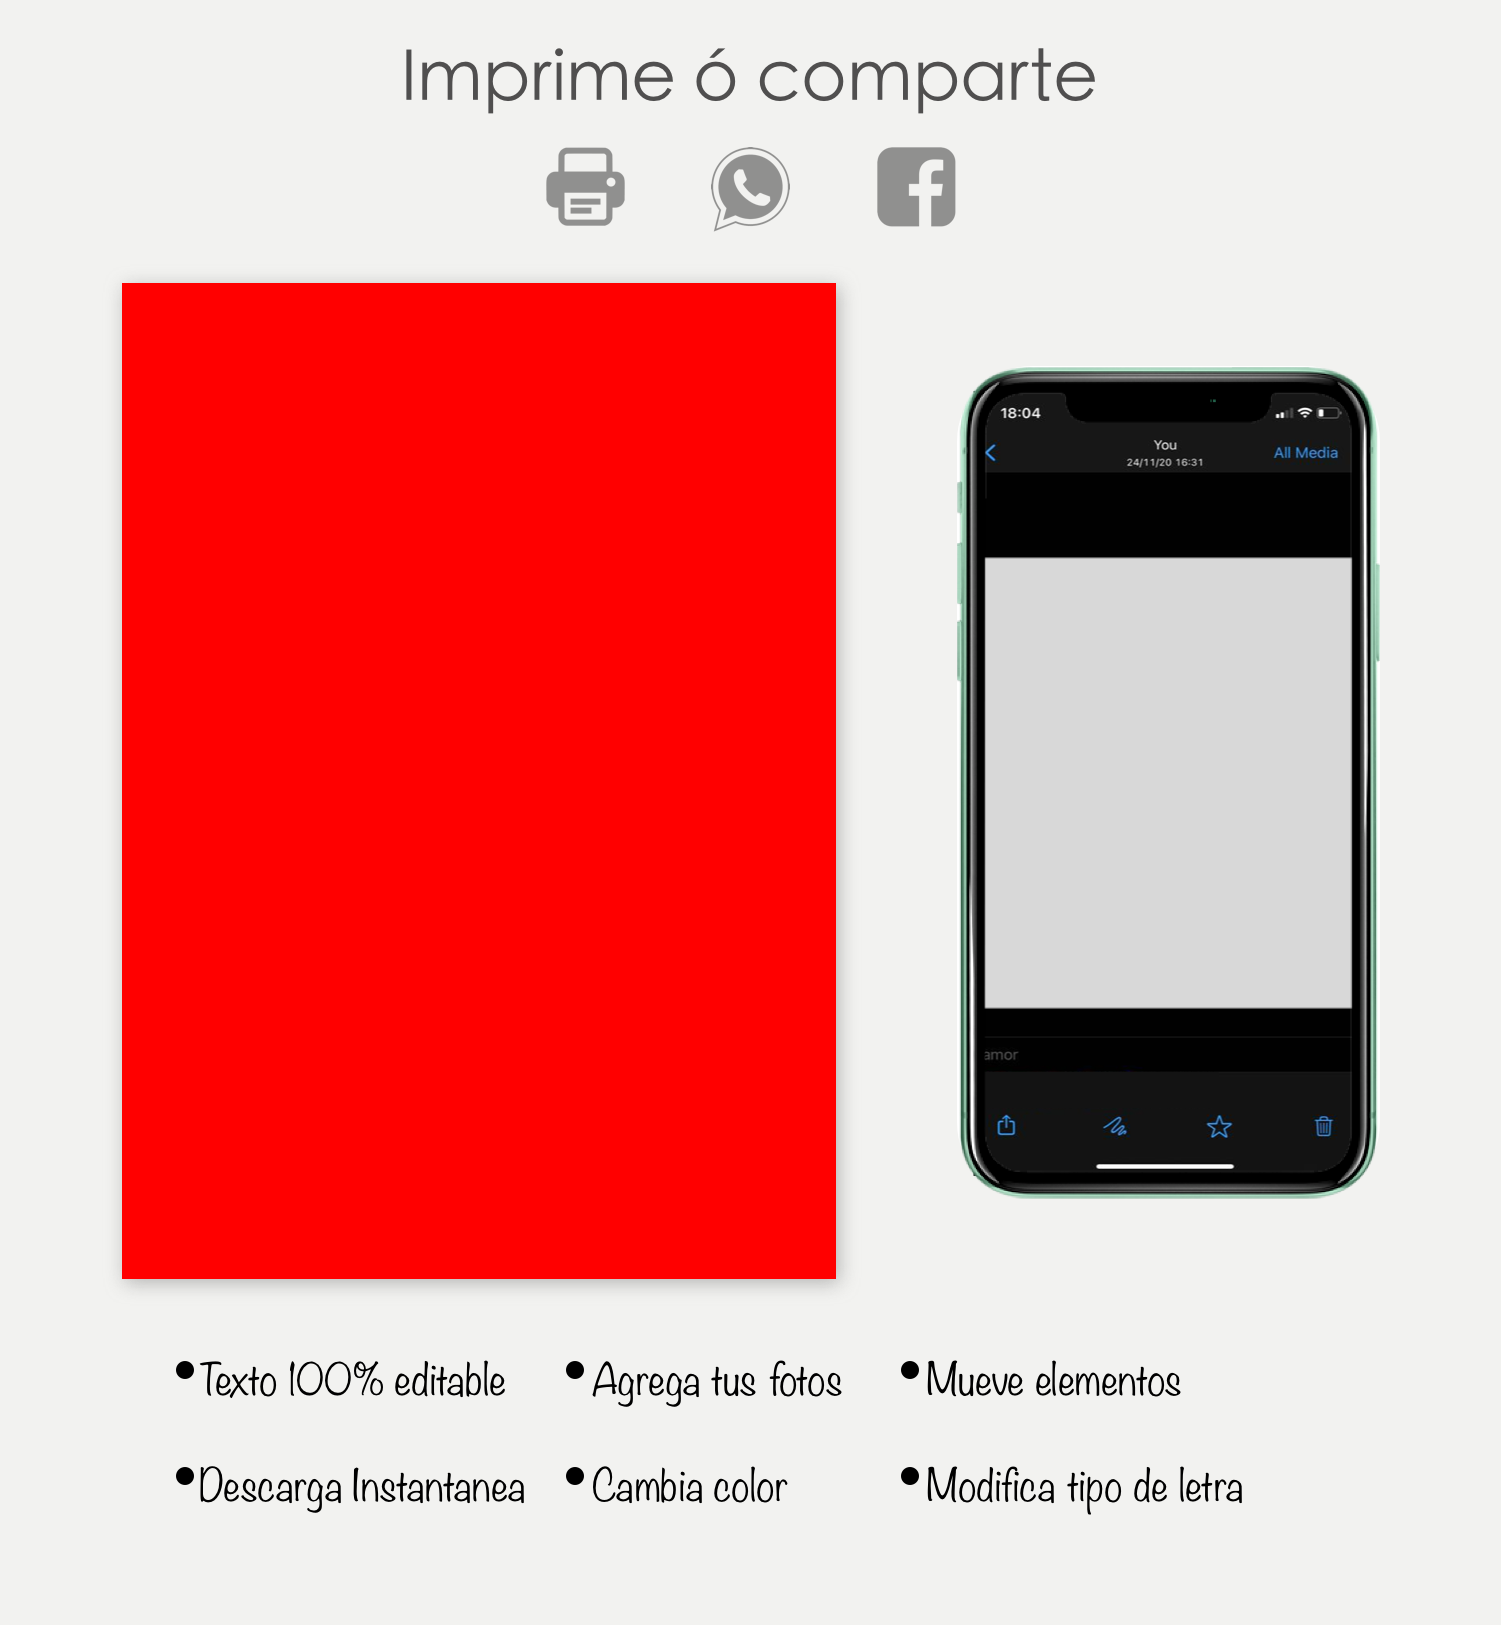 Imprime ó comparte
18:04
You
24/11/20 16:31
All Media
amor
Texto 100% editable
Agrega tus fotos
Mueve elementos
Descarga Instantanea
Cambia color
Modifica tipo de letra